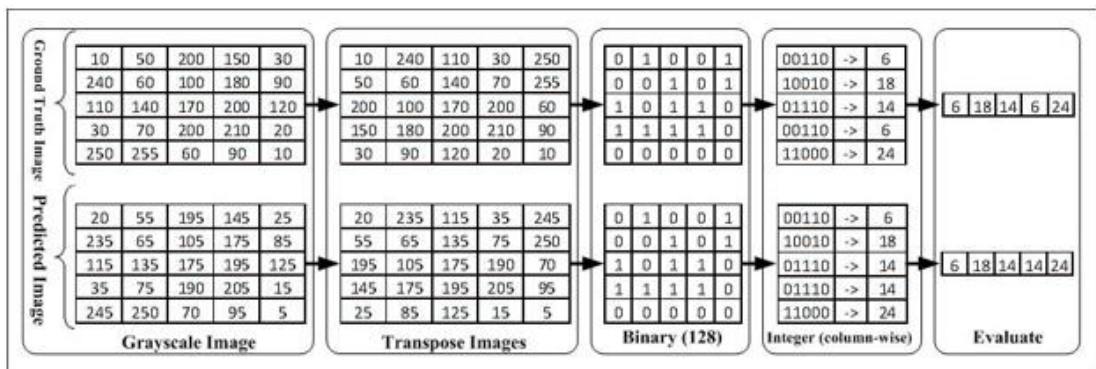 Ground Truth Image
10 50 200 150 30
240 60 100 180 90
110 140 170 200 120
30 70 200 210 20
250 255 60 90 10
Predicted Image
20 55 195 145 25
235 65 105 175 85
115 135 175 195 125
35 75 190 205 15
245 250 70 95 5
Grayscale Image
10 240 110 30 250
50 60 140 70 255
200 100 170 200 60
150 180 200 210 90
30 90 120 20 10
20 235 115 35 245
55 65 135 75 250
195 105 175 190 70
145 175 195 205 95
25 85 125 15 5
Transpose Images
0 1 0 0 1
0 0 1 0 1
1 0 1 1 0
1 1 1 1 0
0 0 0 0 0
0 1 0 0 1
0 0 1 0 1
1 0 1 1 0
1 1 1 1 0
0 0 0 0 0
Binary (128)
00110 -> 6
10010 -> 18
01110 -> 14
00110 -> 6
11000 -> 24
00110 -> 6
10010 -> 18
01110 -> 14
01110 -> 14
11000 -> 24
Integer (column-wise)
6 18 14 6 24
6 18 14 14 24
Evaluate